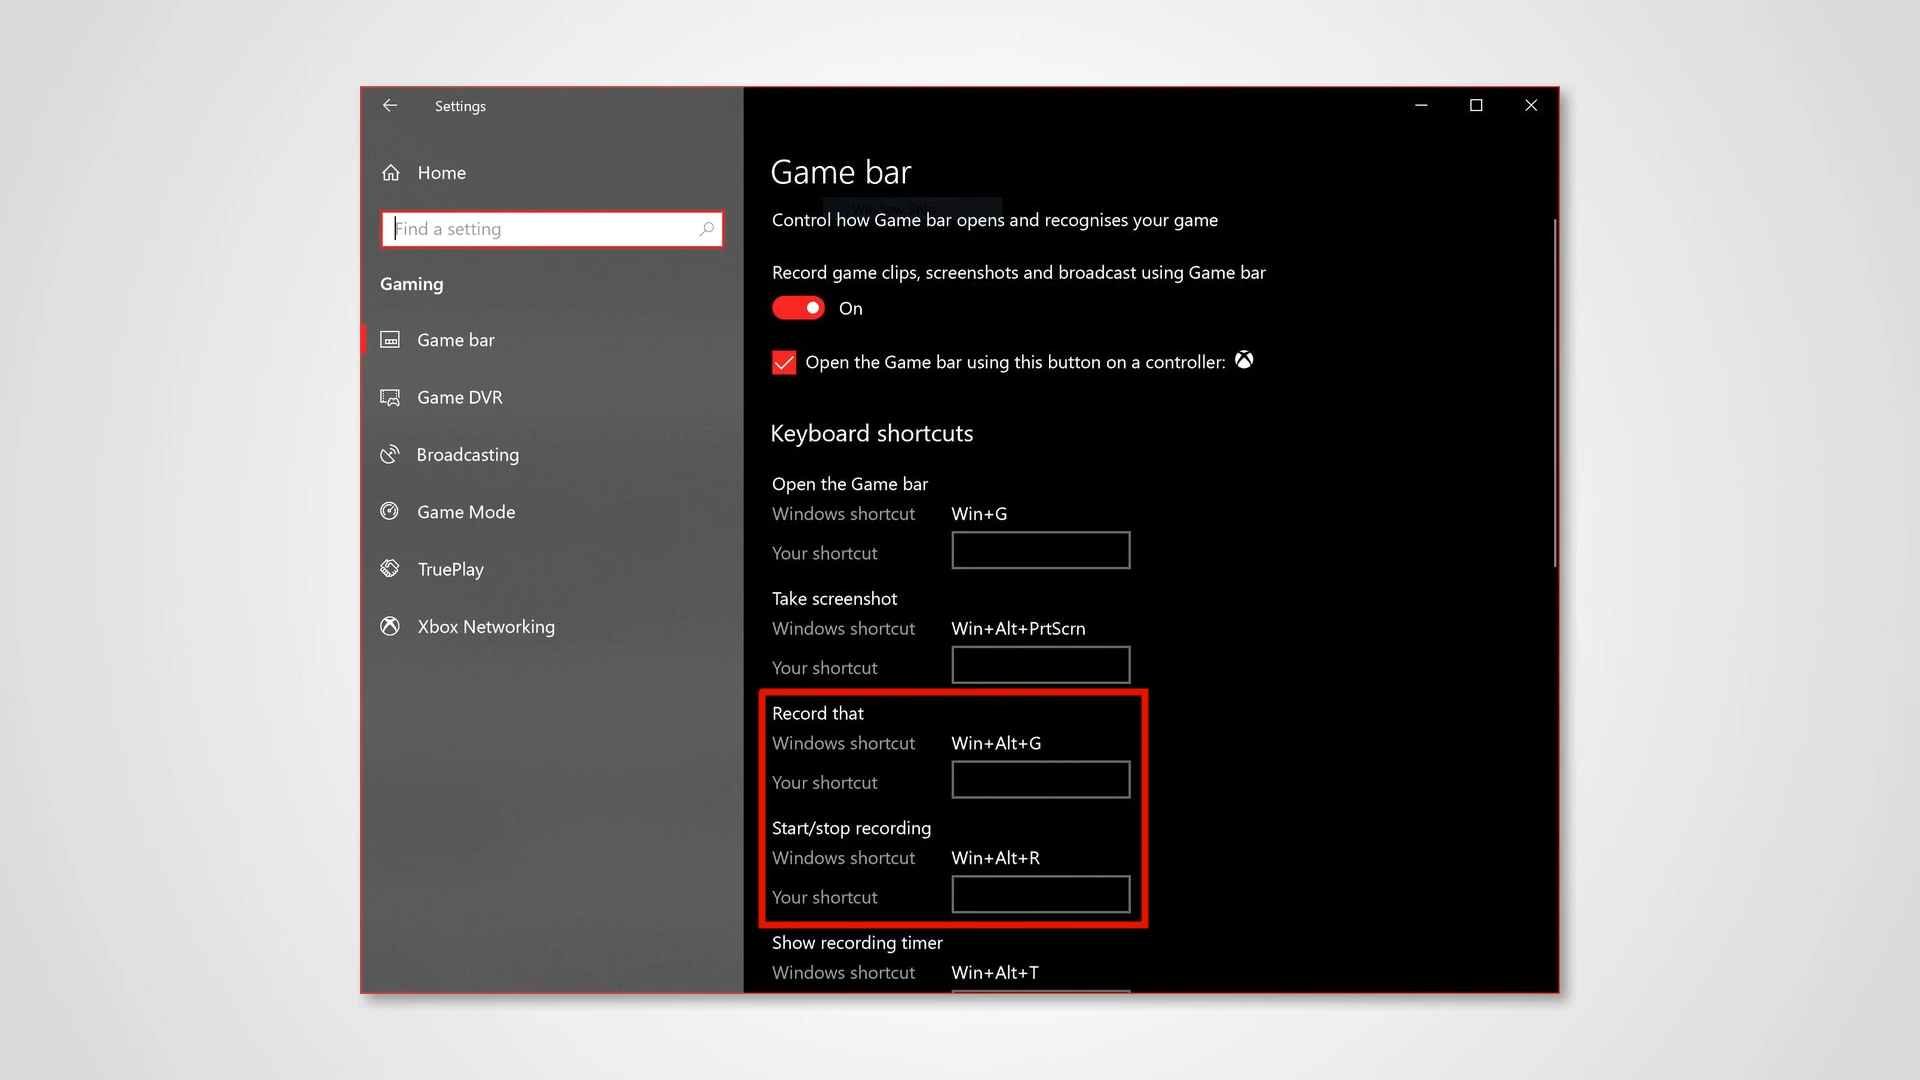 Settings
Home
Find a setting
Gaming
Game bar
Game DVR
Broadcasting
Game Mode
TruePlay
Xbox Networking
Game bar
Control how Game bar opens and recognises your game
Record game clips, screenshots and broadcast using Game bar
On
Open the Game bar using this button on a controller:
Keyboard shortcuts
Open the Game bar
Windows shortcut Win+G
Your shortcut
Take screenshot
Windows shortcut Win+Alt+PrtScrn
Your shortcut
Record that
Windows shortcut Win+Alt+G
Your shortcut
Start/stop recording
Windows shortcut Win+Alt+R
Your shortcut
Show recording timer
Windows shortcut Win+Alt+T